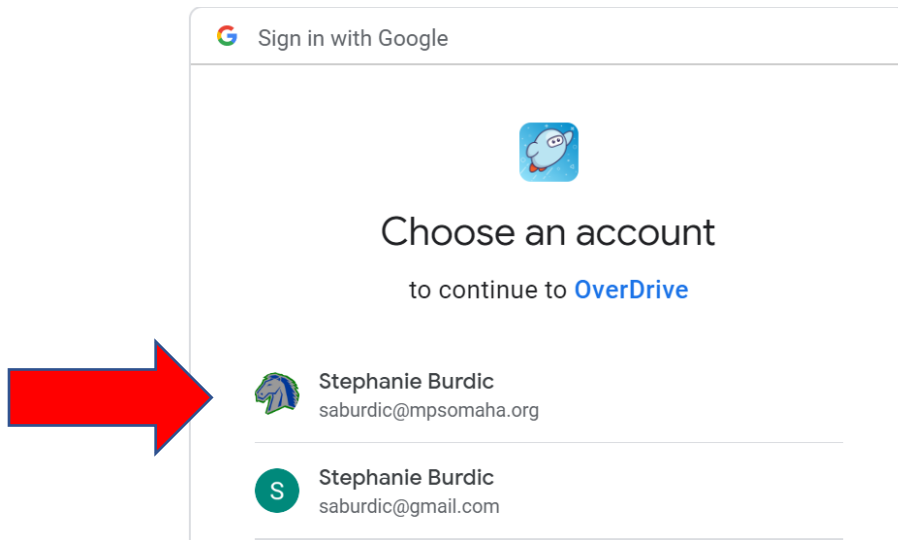 Sign in with Google
Choose an account
to continue to OverDrive
Stephanie Burdic
saburdic@mpsomaha.org
S
Stephanie Burdic
saburdic@gmail.com